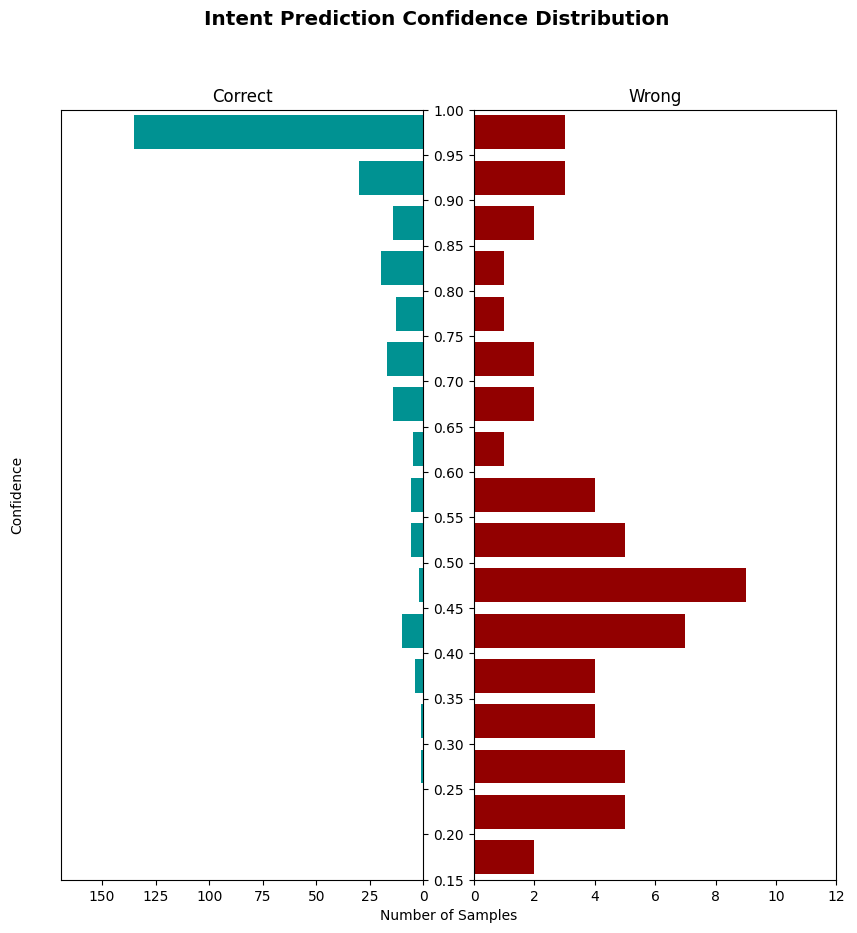 Intent Prediction Confidence Distribution
Correct
Wrong
1.00
0.95
0.90
0.85
0.80
0.75
0.70
0.65
0.60
0.55
0.50
0.45
0.40
0.35
0.30
0.25
0.20
0.15
Confidence
150 125 100 75 50 25 0
0 2 4 6 8 10 12
Number of Samples